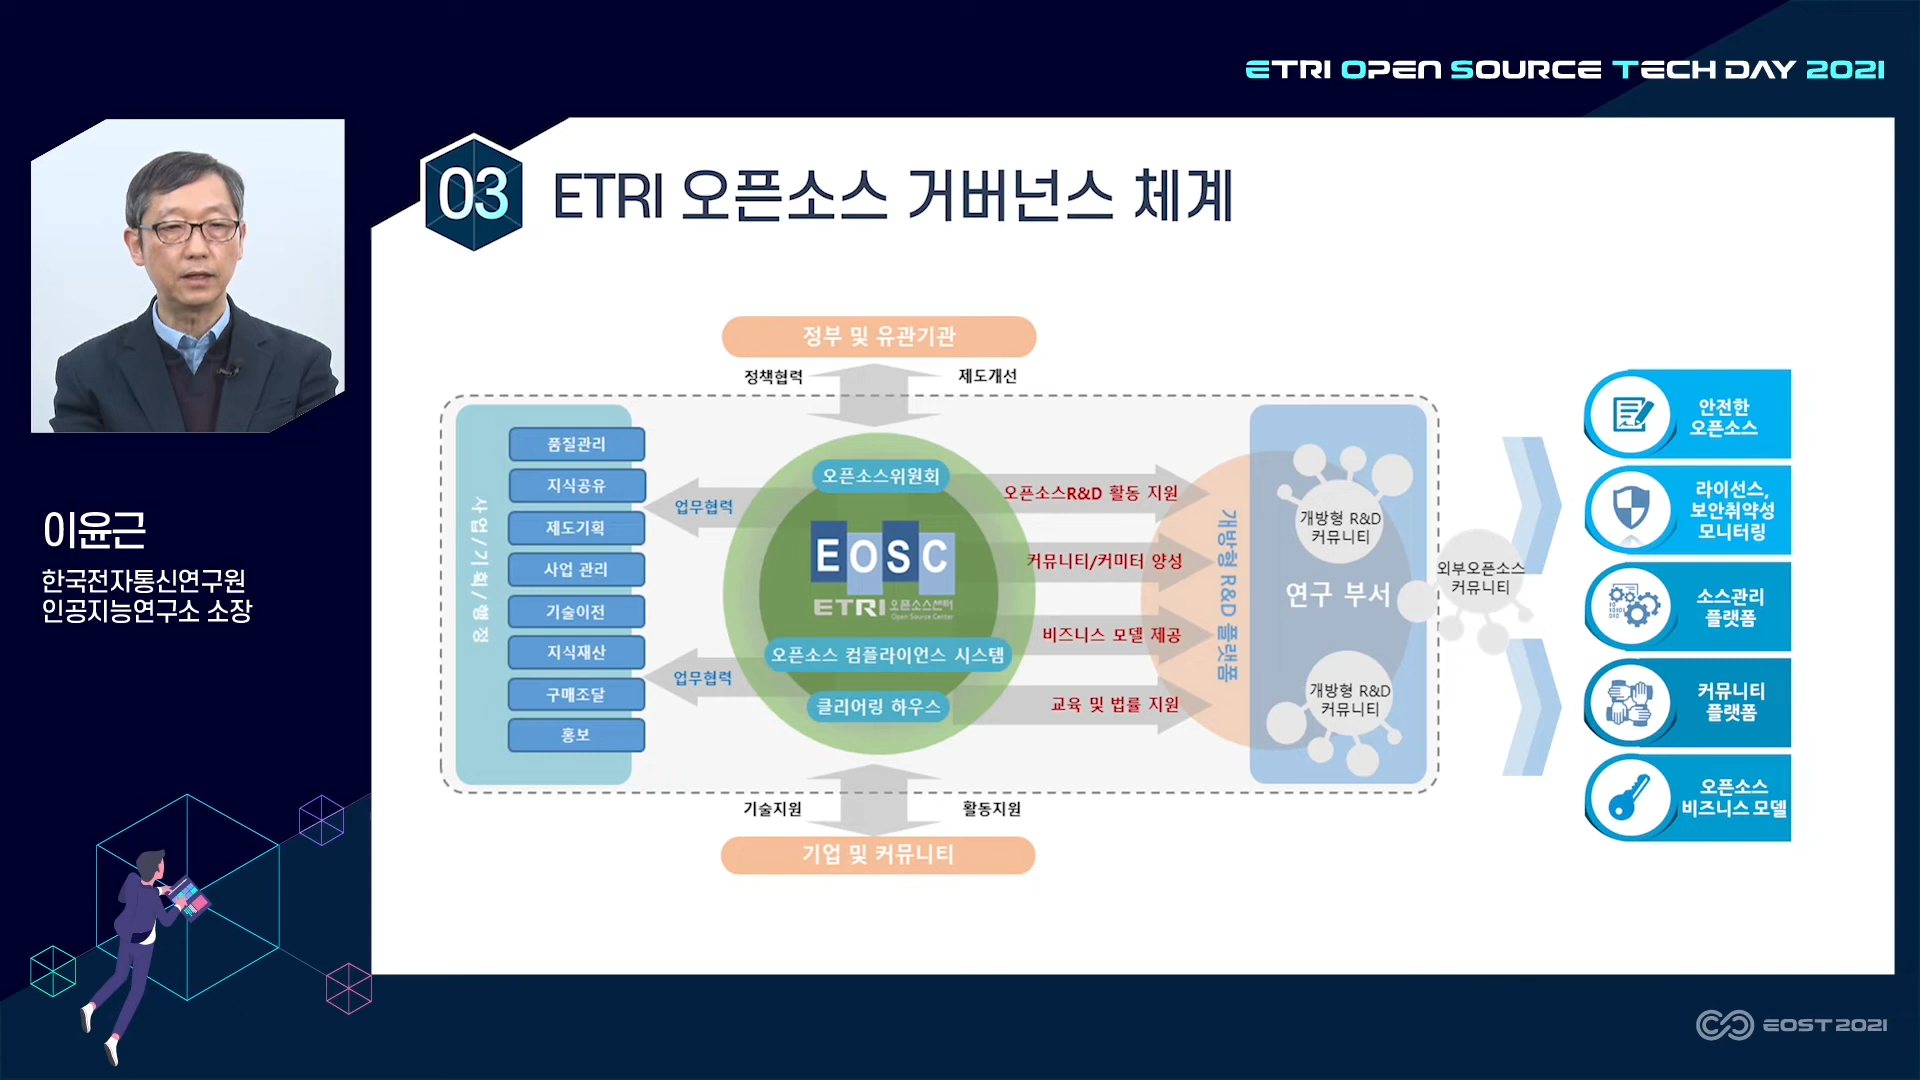 ETRI OPEN SOURCE TECH DAY 2021
03
ETRI 오픈소스 거버넌스 체계
이윤근
한국전자통신연구원
인공지능연구소 소장
정부 및 유관기관
정책협력
제도개선
사업/기획/행정
품질관리
지식공유
제도기획
사업 관리
기술이전
지식재산
구매조달
홍보
업무협력
업무협력
오픈소스위원회
EOSC
ETRI 오픈소스센터
Open Source Center
오픈소스 컴플라이언스 시스템
클리어링 하우스
오픈소스R&D 활동 지원
커뮤니티/커미터 양성
비즈니스 모델 제공
교육 및 법률 지원
개방형 R&D 플랫폼
개방형 R&D
커뮤니티
연구 부서
개방형 R&D
커뮤니티
외부오픈소스
커뮤니티
기술지원
활동지원
기업 및 커뮤니티
안전한
오픈소스
라이선스,
보안취약성
모니터링
소스관리
플랫폼
커뮤니티
플랫폼
오픈소스
비즈니스 모델
EOST 2021